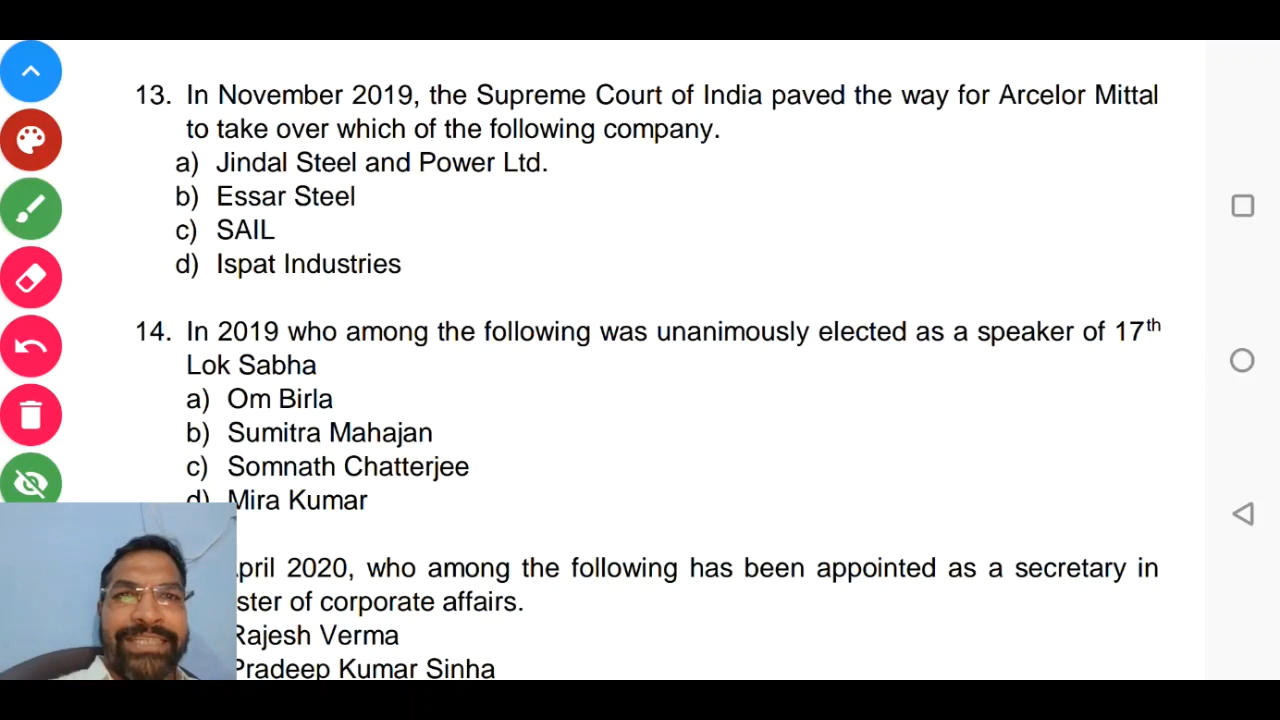 13. In November 2019, the Supreme Court of India paved the way for Arcelor Mittal
to take over which of the following company.
a) Jindal Steel and Power Ltd.
b) Essar Steel
c) SAIL
d) Ispat Industries
14. In 2019 who among the following was unanimously elected as a speaker of 17th
Lok Sabha
a) Om Birla
b) Sumitra Mahajan
c) Somnath Chatterjee
d) Mira Kumar
2020, who among the following has been appointed as a secretary in
of corporate affairs.
Rajesh Verma
Pradeep Kumar Sinha